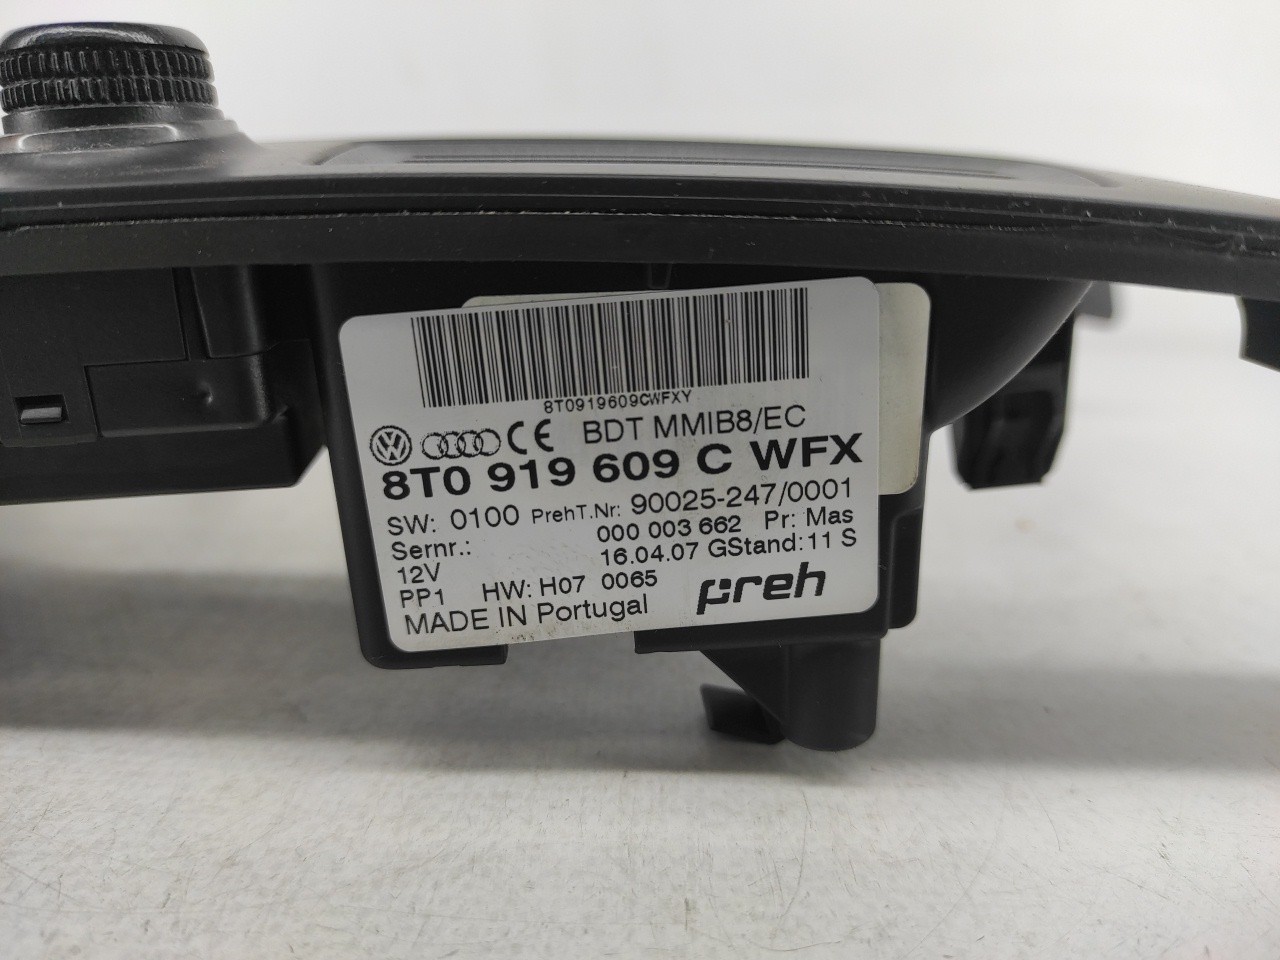 8T0919609CWFXY
CE BDT MMIB8/EC
8T0 919 609 C WFX
SW: 0100 PrehT.Nr: 90025-247/0001
Sernr.: 000 003 662 Pr: Mas
12V 16.04.07 GStand: 11 S
PP1 HW: H07 0065
MADE IN Portugal preh